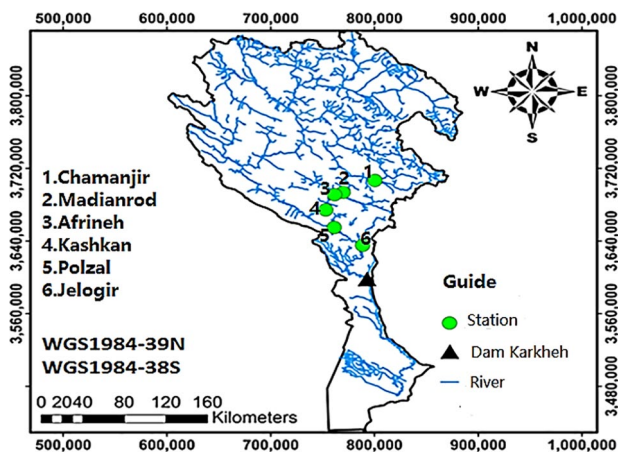 500,000 600,000 700,000 800,000 900,000 1,000,000
3,800,000
3,720,000
3,640,000
3,560,000
3,480,000
N
W E
S
1
2
3
4
5
6
1.Chamanjir
2.Madianrod
3.Afrineh
4.Kashkan
5.Polzal
6.Jelogir
Guide
Station
Dam Karkheh
River
WGS1984-39N
WGS1984-38S
0 2040 80 120 160
Kilometers
3,800,000
3,720,000
3,640,000
3,560,000
3,480,000
500,000 600,000 700,000 800,000 900,000 1,000,000